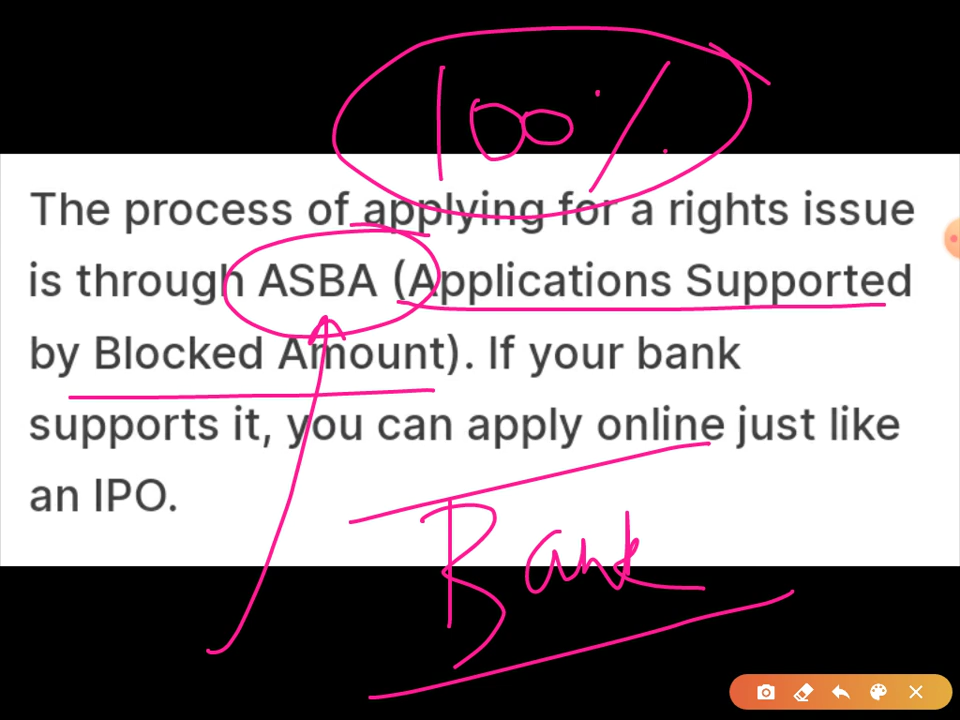 100%
The process of applying for a rights issue
is through ASBA (Applications Supported
by Blocked Amount). If your bank
supports it, you can apply online just like
an IPO.
Bank